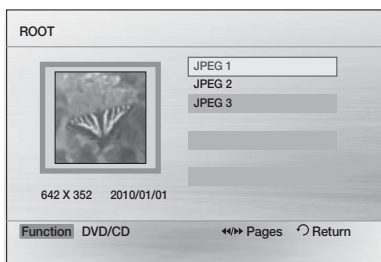 ROOT
JPEG 1
JPEG 2
JPEG 3
642 X 352 2010/01/01
Function DVD/CD ◀◀/▶▶ Pages Return